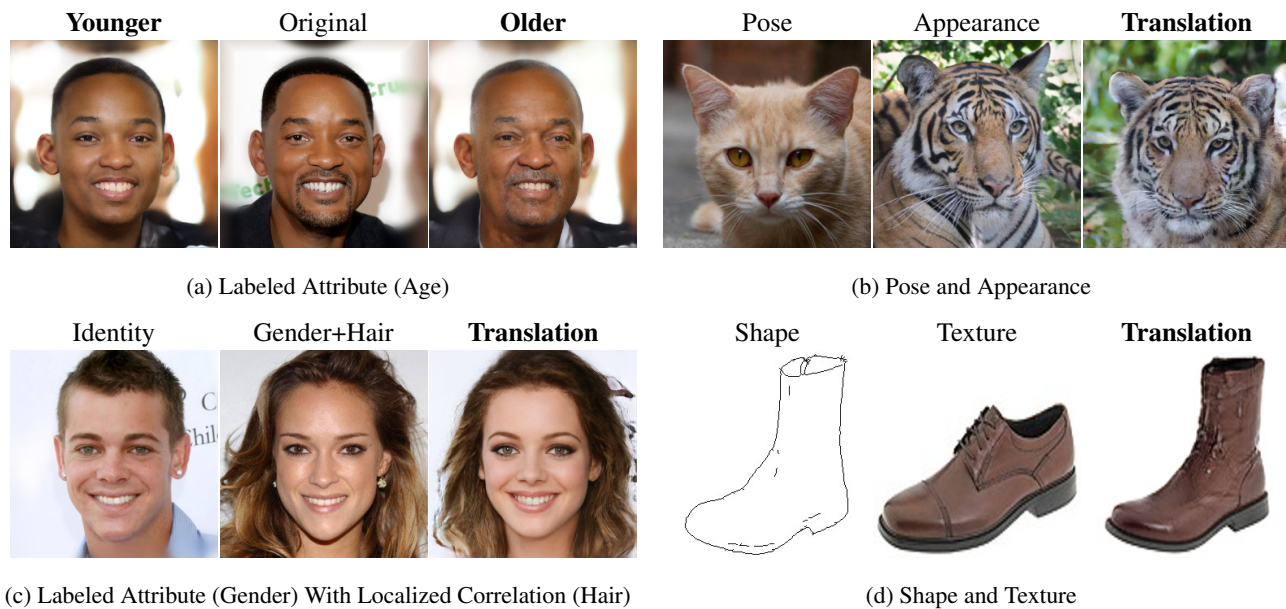 Younger Original Older
Pose Appearance Translation
(a) Labeled Attribute (Age)
(b) Pose and Appearance
Identity Gender+Hair Translation
Shape Texture Translation
C
Chil
(c) Labeled Attribute (Gender) With Localized Correlation (Hair)
(d) Shape and Texture